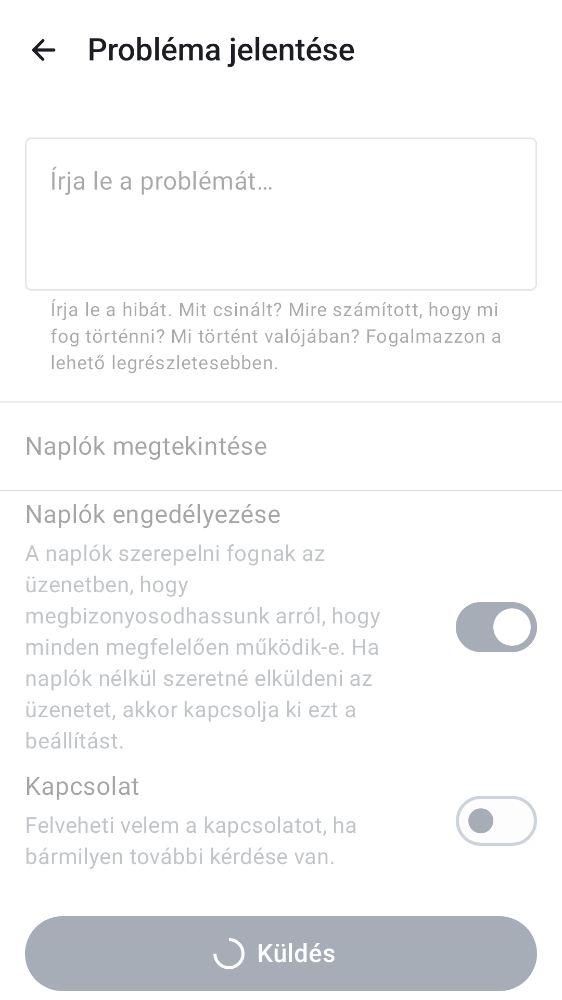 Probléma jelentése
Írja le a problémát…
Írja le a hibát. Mit csinált? Mire számított, hogy mi
fog történni? Mi történt valójában? Fogalmazzon a
lehető legrészletesebben.
Naplók megtekintése
Naplók engedélyezése
A naplók szerepelni fognak az
üzenetben, hogy
megbizonyosodhassunk arról, hogy
minden megfelelően működik-e. Ha
naplók nélkül szeretné elküldeni az
üzenetet, akkor kapcsolja ki ezt a
beállítást.
Kapcsolat
Felveheti velem a kapcsolatot, ha
bármilyen további kérdése van.
Küldés